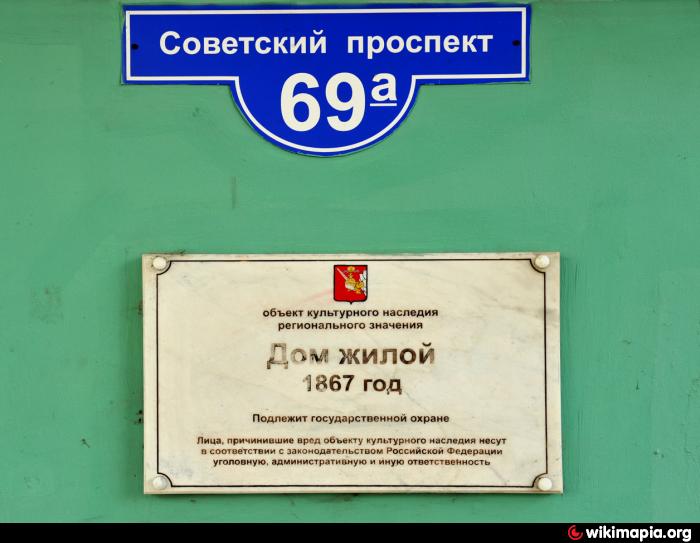 Советский проспект
69а
объект культурного наследия
регионального значения
Дом жилой
1867 год
Подлежит государственной охране
Лица, причинившие вред объекту культурного наследия несут
в соответствии с законодательством Российской Федерации
уголовную, административную и иную ответственность
wikimapia.org